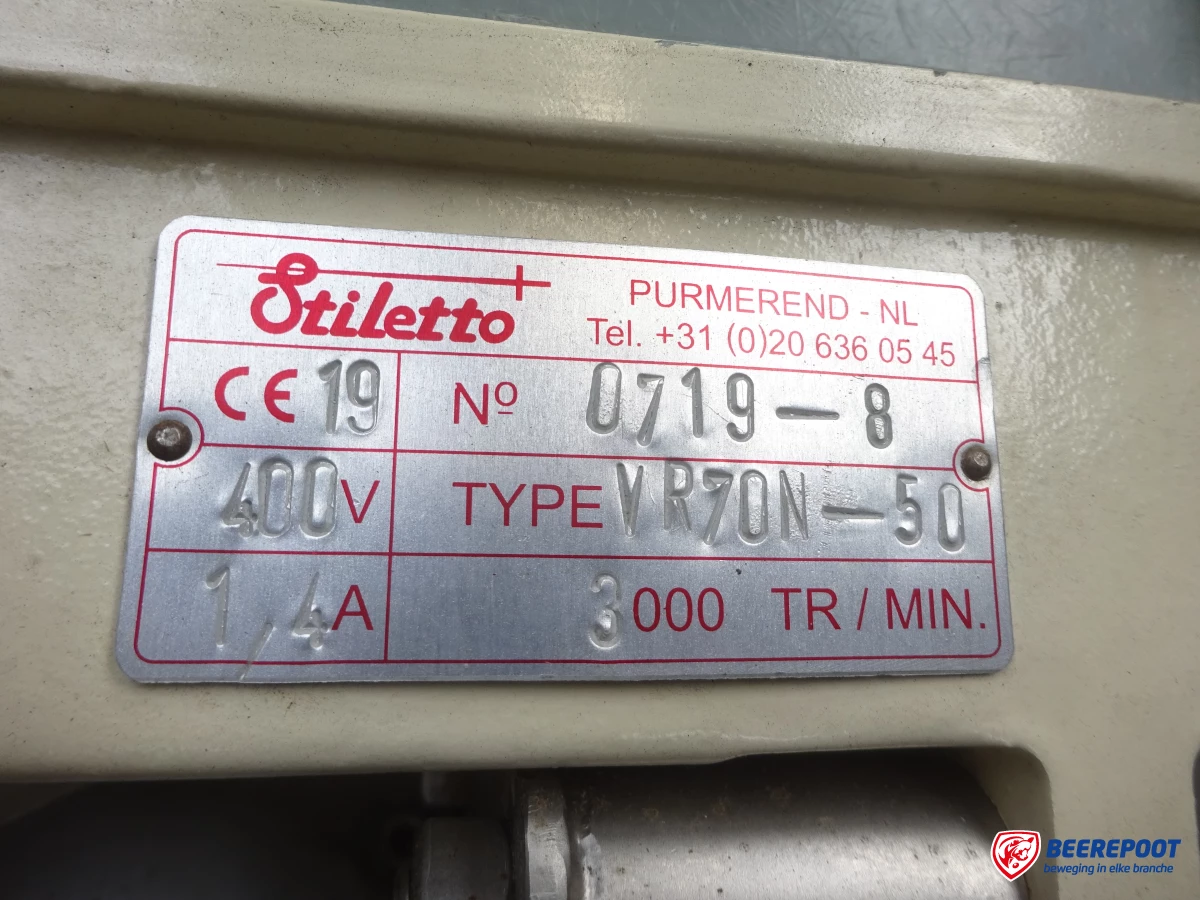 Stiletto
PURMEREND - NL
Tel. +31 (0)20 636 05 45
CE 19
Nº 0719-8
400V
TYPE VR70N-50
1,4A
3000 TR / MIN.
BEEREPOOT
beweging in elke branche